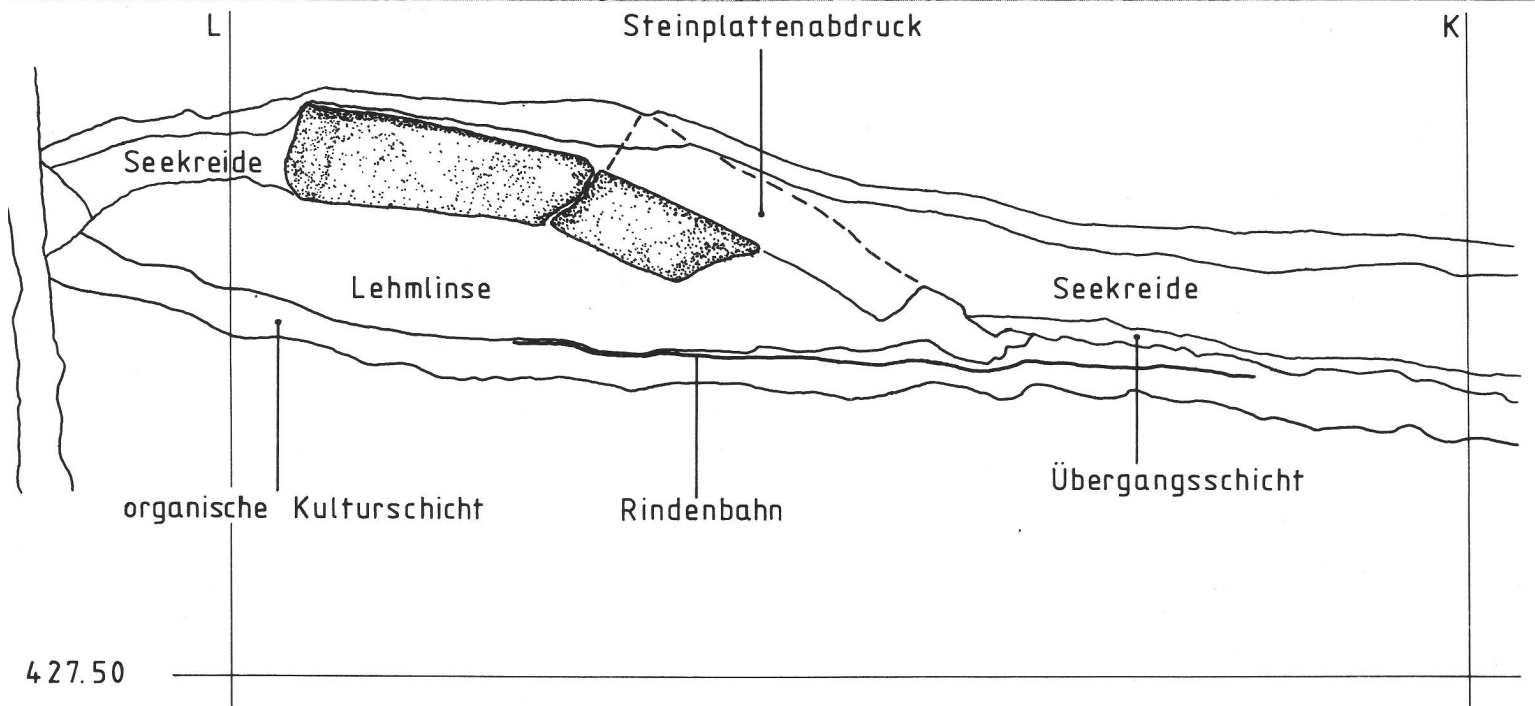 L
Steinplattenabdruck
K
Seekreide
Lehmlinse
Seekreide
organische Kulturschicht
Rindenbahn
Übergangsschicht
427.50